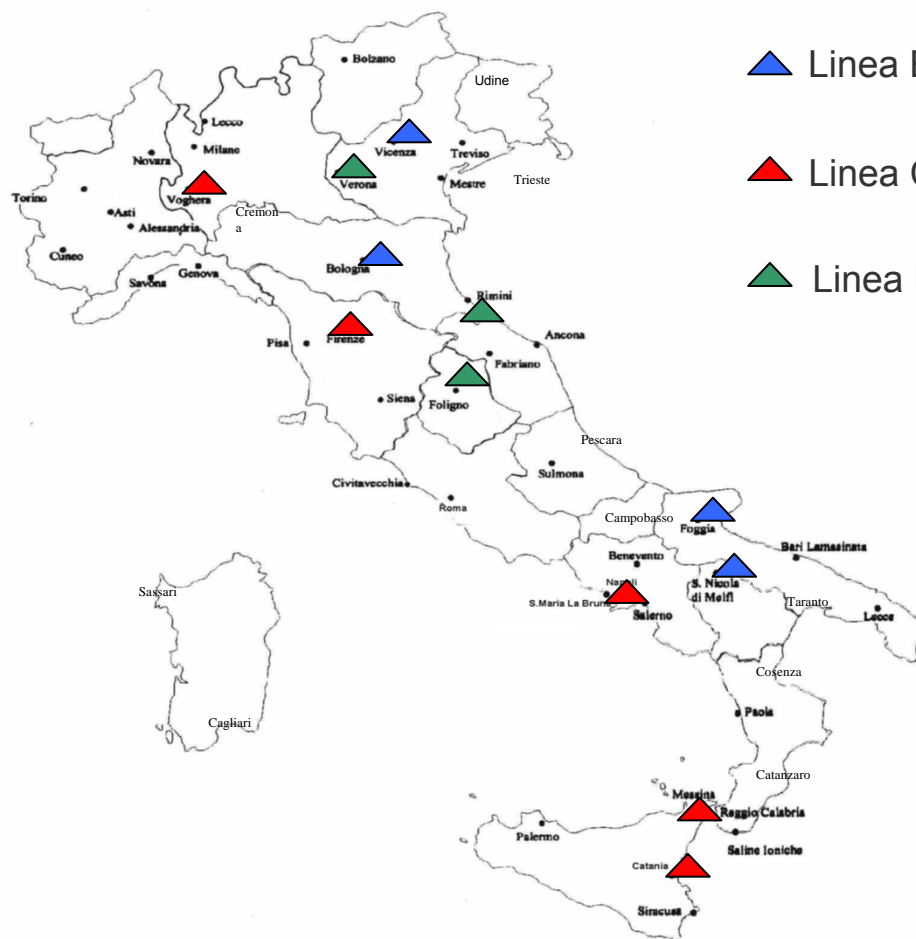 Bolzano
Udine
Lecco
Milano
Novara
Vicenza
Treviso
Verona
Mestre
Trieste
Torino
Voghera
Asti
Alessandria
Cremon
a
Cuneo
Savona
Genova
Bologna
Rimini
Firenze
Pisa
Ancona
Fabriano
Siena
Foligno
Pescara
Sulmona
Civitavecchia
Roma
Campobasso
Foggia
Benevento
Bari Lamasinata
Napoli
S. Nicola
di Melfi
S.Maria La Bruna
Salerno
Taranto
Lecce
Sassari
Cagliari
Cosenza
Paola
Catanzaro
Messina
Reggio Calabria
Palermo
Saline Ioniche
Catania
Siracusa
Linea
Linea
Linea